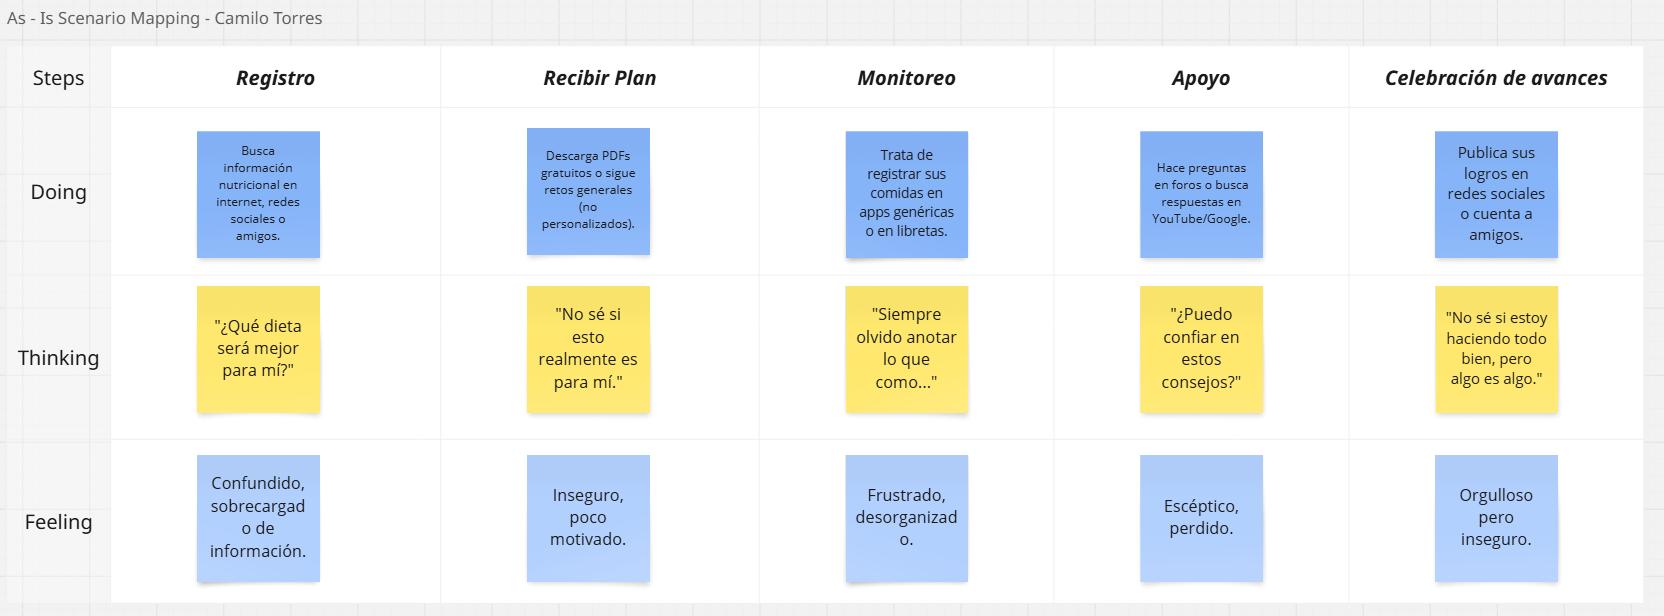 As - Is Scenario Mapping - Camilo Torres
Steps
Registro
Recibir Plan
Monitoreo
Apoyo
Celebración de avances
Doing
Busca
información
nutricional en
internet, redes
sociales o
amigos.
Descarga PDFs
gratuitos o sigue
retos generales
(no
personalizados).
Trata de
registrar sus
comidas en
apps genéricas
o en libretas.
Hace preguntas
en foros o busca
respuestas en
YouTube/Google.
Publica sus
logros en
redes sociales
o cuenta a
amigos.
Thinking
"¿Qué dieta
será mejor
para mí?"
"No sé si
esto
realmente es
para mí."
"Siempre
olvido anotar
lo que
como..."
"¿Puedo
confiar en
estos
consejos?"
"No sé si estoy
haciendo todo
bien, pero
algo es algo."
Feeling
Confundido,
sobrecargad
o de
información.
Inseguro,
poco
motivado.
Frustrado,
desorganizad
o.
Escéptico,
perdido.
Orgulloso
pero
inseguro.